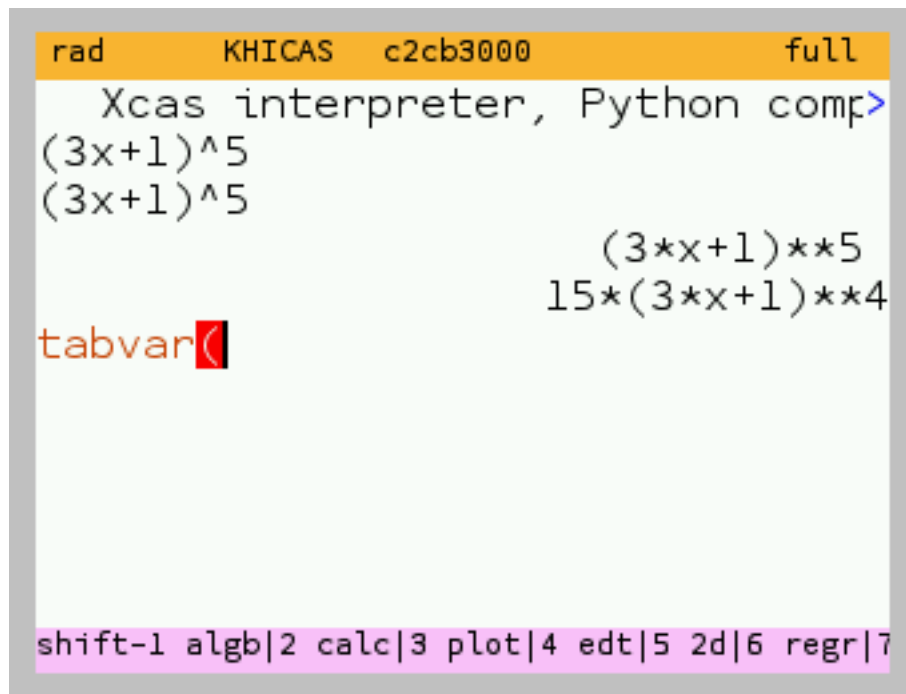 rad KHICAS c2cb3000 full
Xcas interpreter, Python comp>
(3x+1)^5
(3x+1)^5
(3*x+1)**5
15*(3*x+1)**4
tabvar(
shift-1 algb|2 calc|3 plot|4 edt|5 2d|6 regr|7